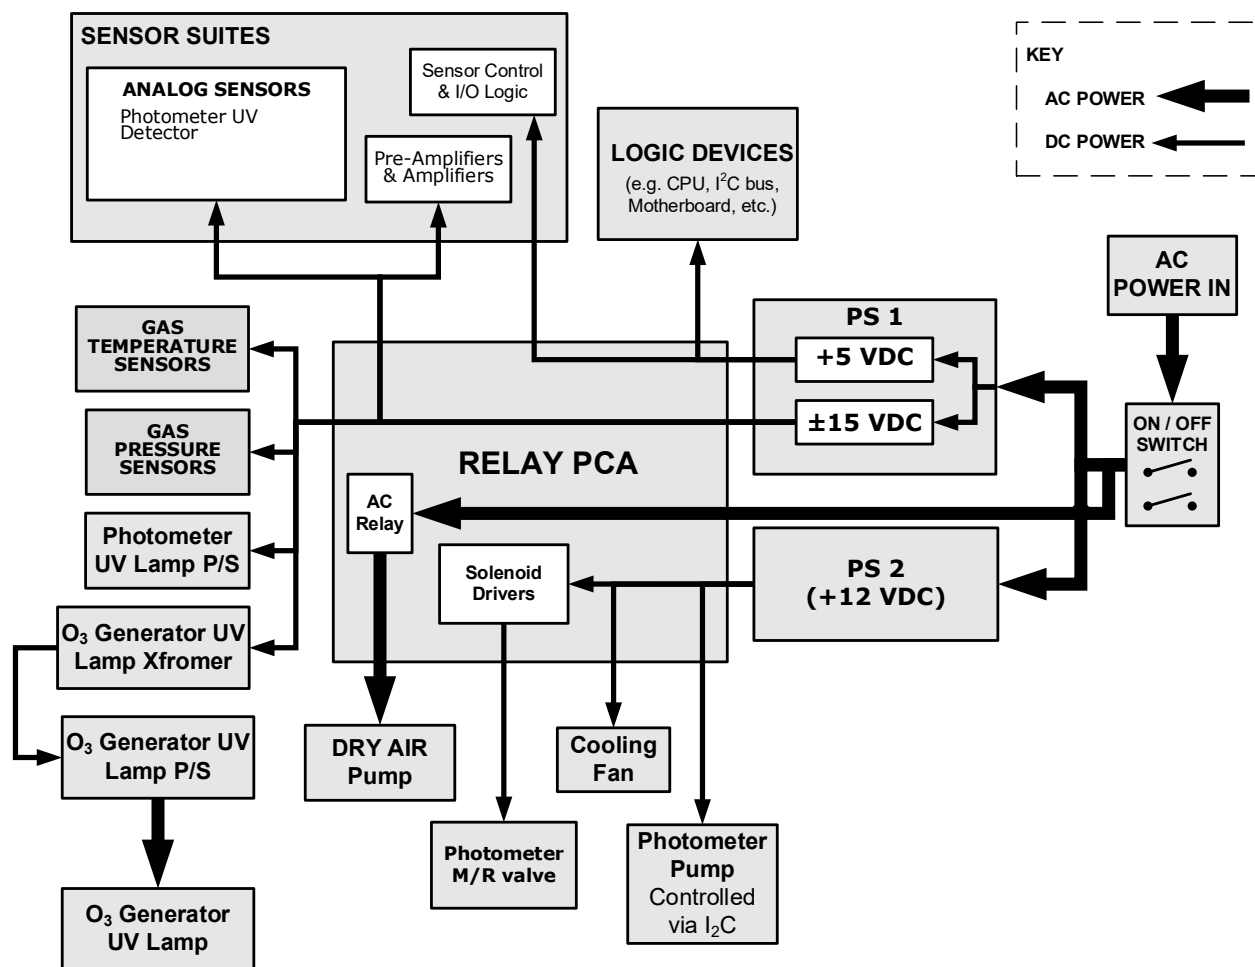 SENSOR SUITES
ANALOG SENSORS
Photometer UV
Detector
Sensor Control
& I/O Logic
Pre-Amplifiers
& Amplifiers
LOGIC DEVICES
(e.g. CPU, I²C bus,
Motherboard, etc.)
KEY
AC POWER
DC POWER
AC
POWER IN
GAS
TEMPERATURE
SENSORS
PS 1
+5 VDC
±15 VDC
ON / OFF
SWITCH
GAS
PRESSURE
SENSORS
RELAY PCA
AC
Relay
Photometer
UV Lamp P/S
Solenoid
Drivers
PS 2
(+12 VDC)
O₃ Generator UV
Lamp Xfromer
O₃ Generator UV
Lamp P/S
DRY AIR
Pump
Cooling
Fan
Photometer
M/R valve
Photometer
Pump
Controlled
via I₂C
O₃ Generator
UV Lamp